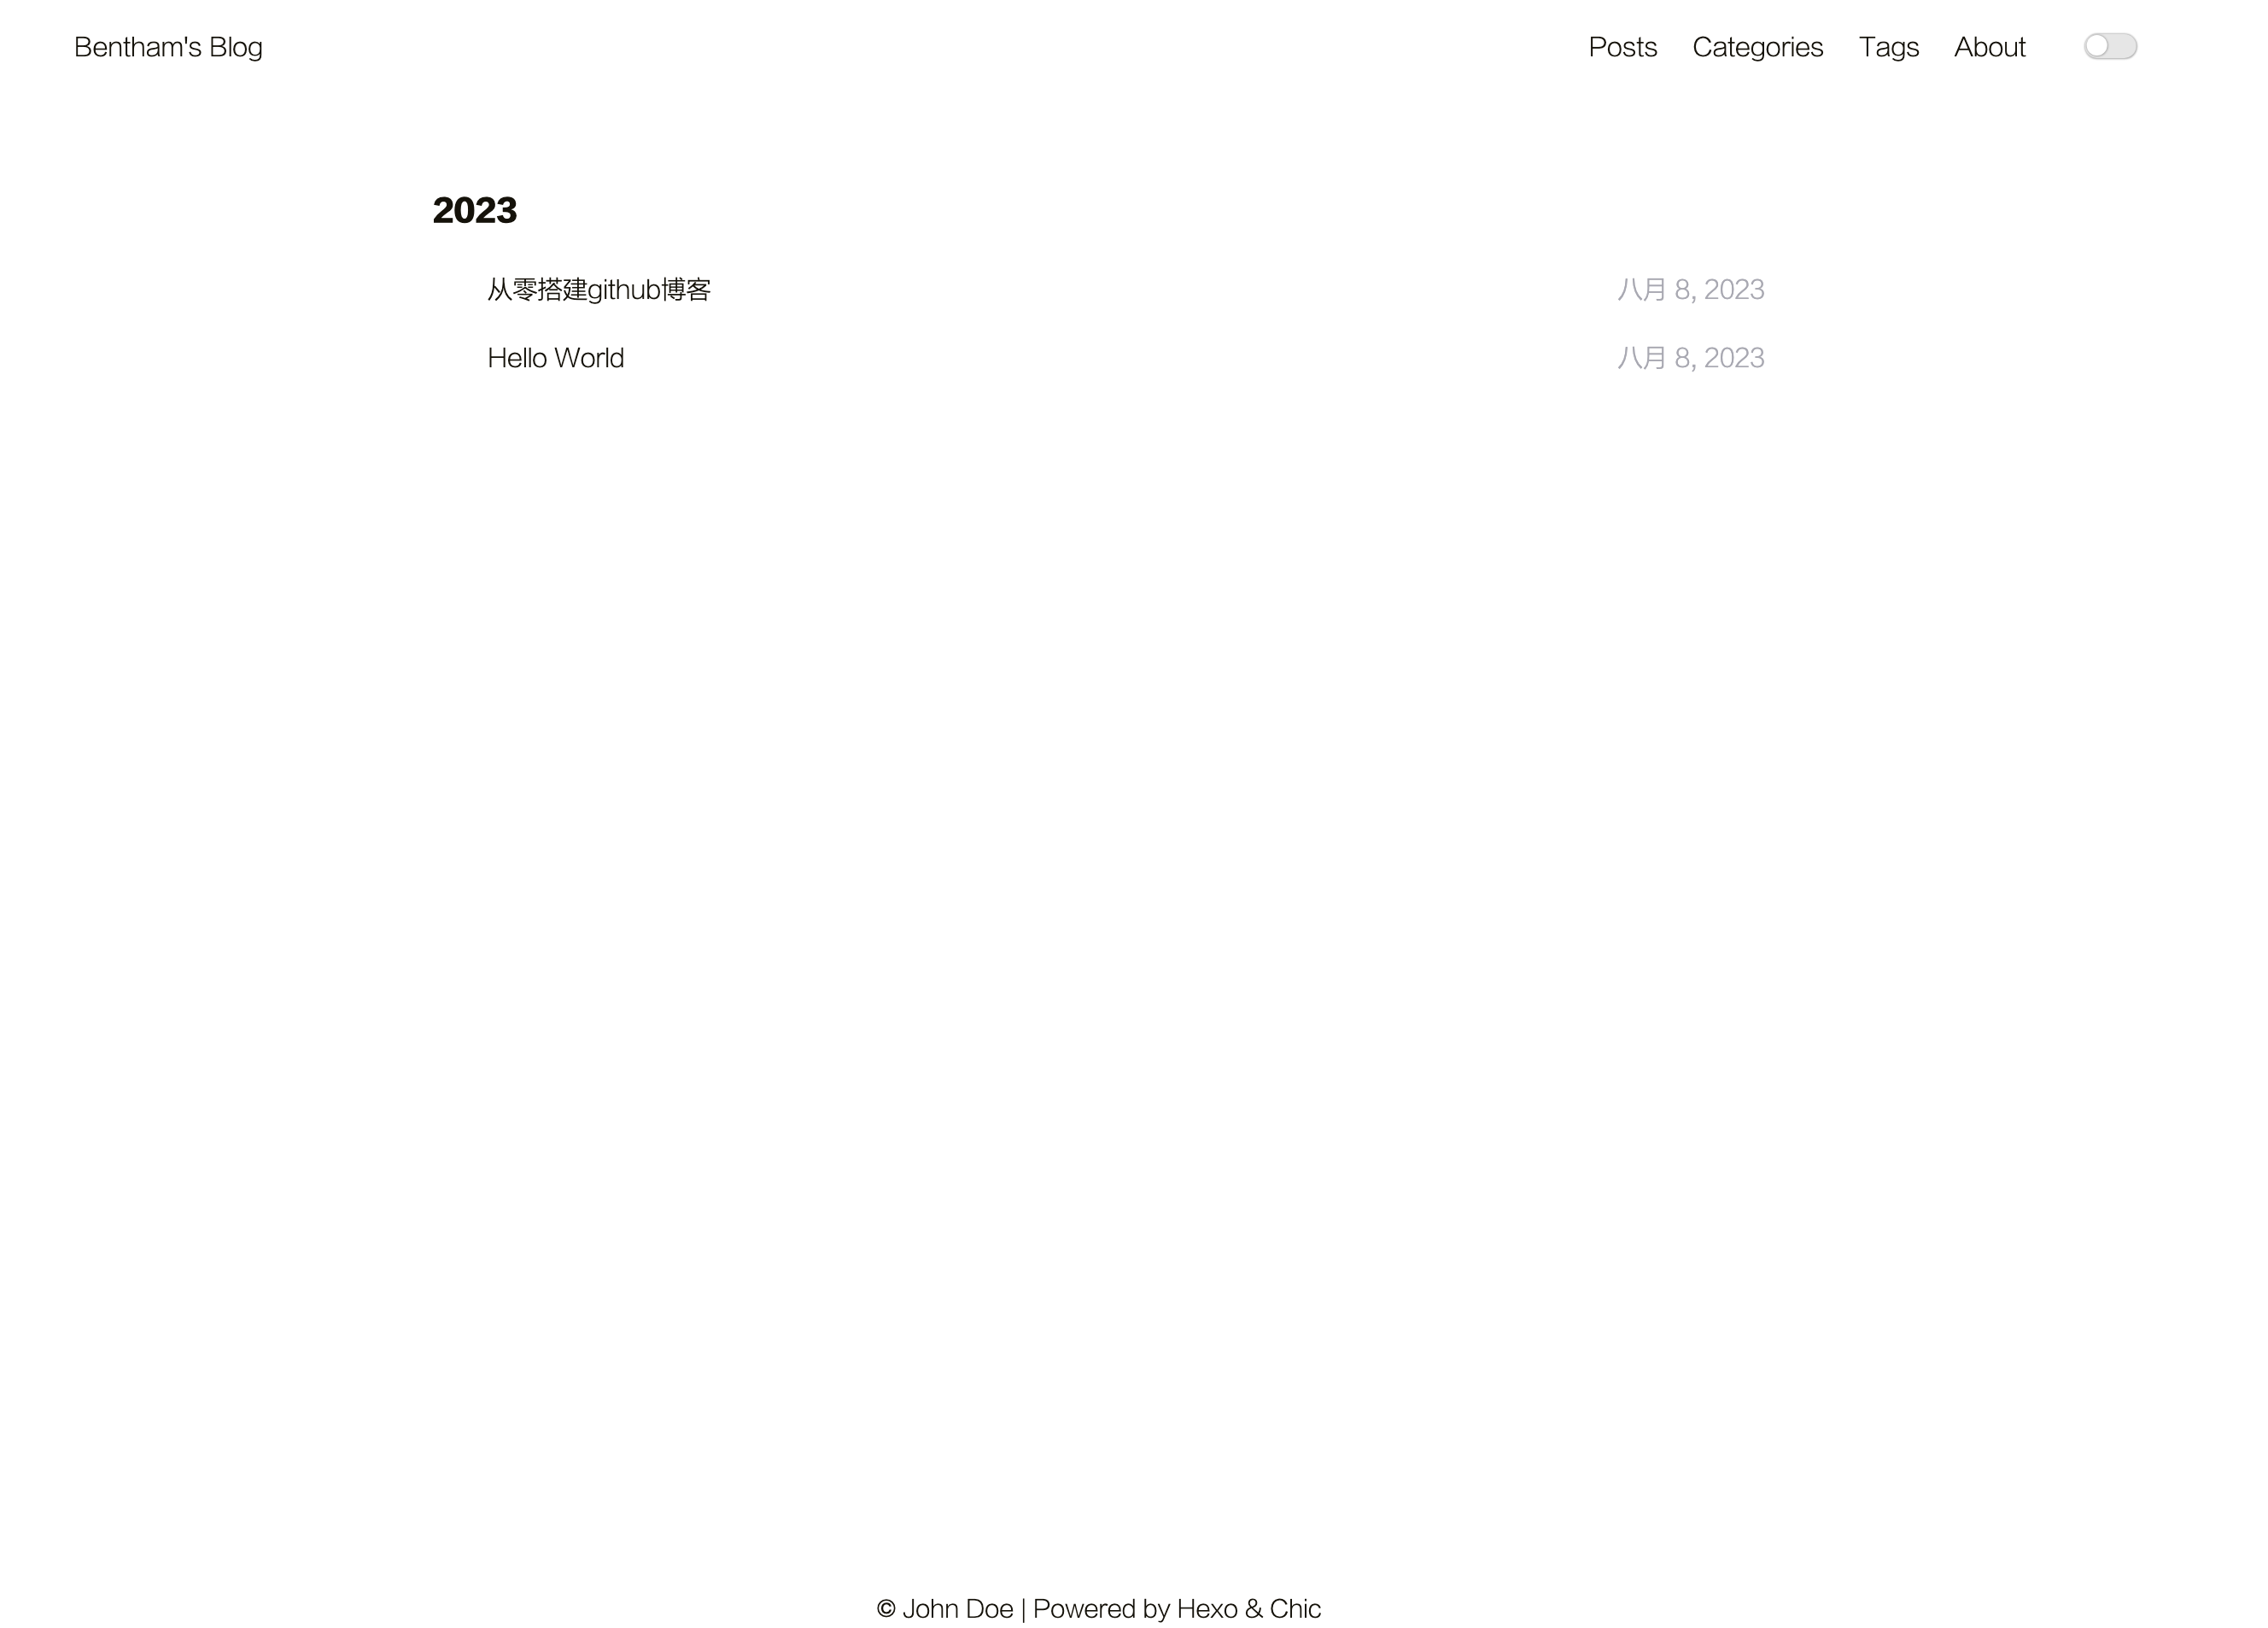 Bentham's Blog Posts Categories Tags About
2023
从零搭建github博客 八月 8, 2023
Hello World 八月 8, 2023
© John Doe | Powered by Hexo & Chic